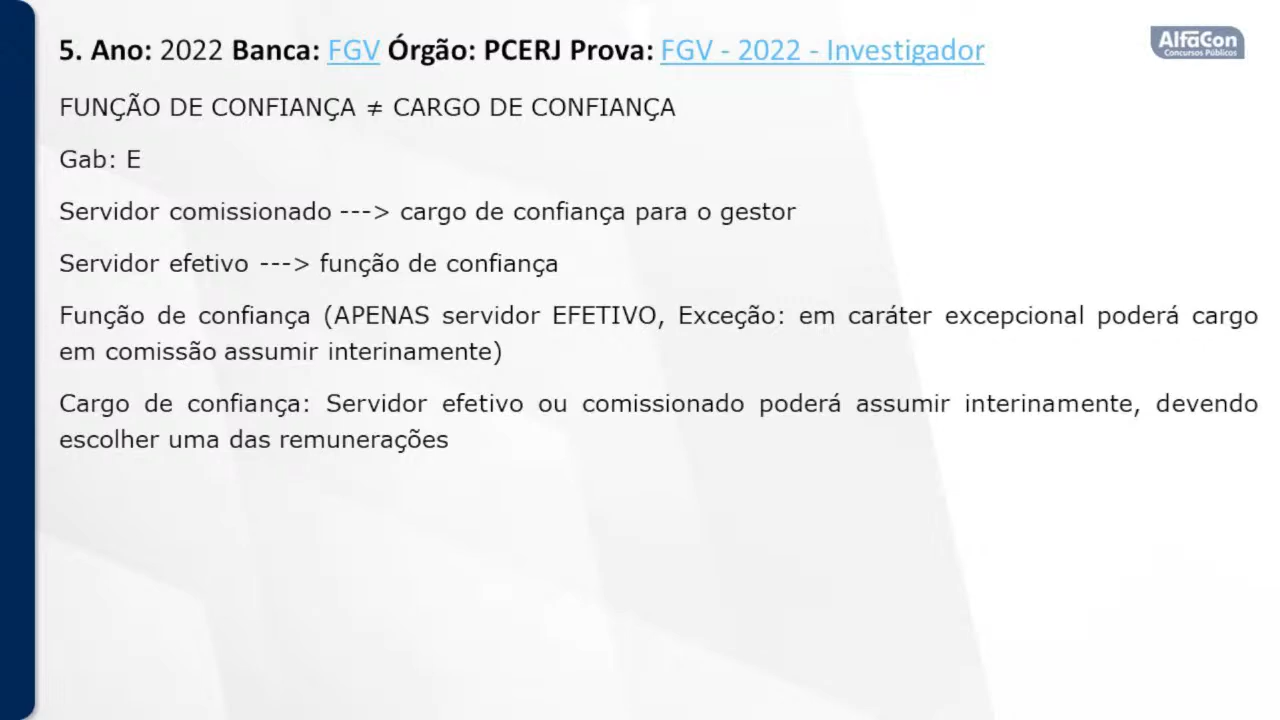 5. Ano: 2022 Banca: FGV Órgão: PCERJ Prova: FGV - 2022 - Investigador
AlfaCon
Concursos Públicos
FUNÇÃO DE CONFIANÇA ≠ CARGO DE CONFIANÇA
Gab: E
Servidor comissionado ---> cargo de confiança para o gestor
Servidor efetivo ---> função de confiança
Função de confiança (APENAS servidor EFETIVO, Exceção: em caráter excepcional poderá cargo
em comissão assumir interinamente)
Cargo de confiança: Servidor efetivo ou comissionado poderá assumir interinamente, devendo
escolher uma das remunerações